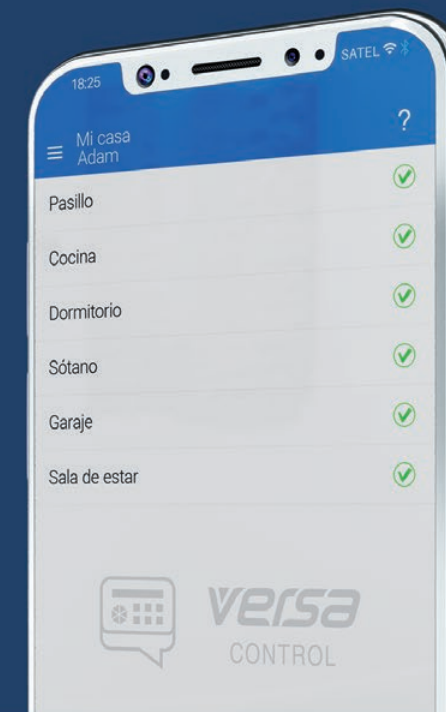 18:25
SATEL
?
Mi casa
Adam
Pasillo
Cocina
Dormitorio
Sótano
Garaje
Sala de estar
versa
CONTROL